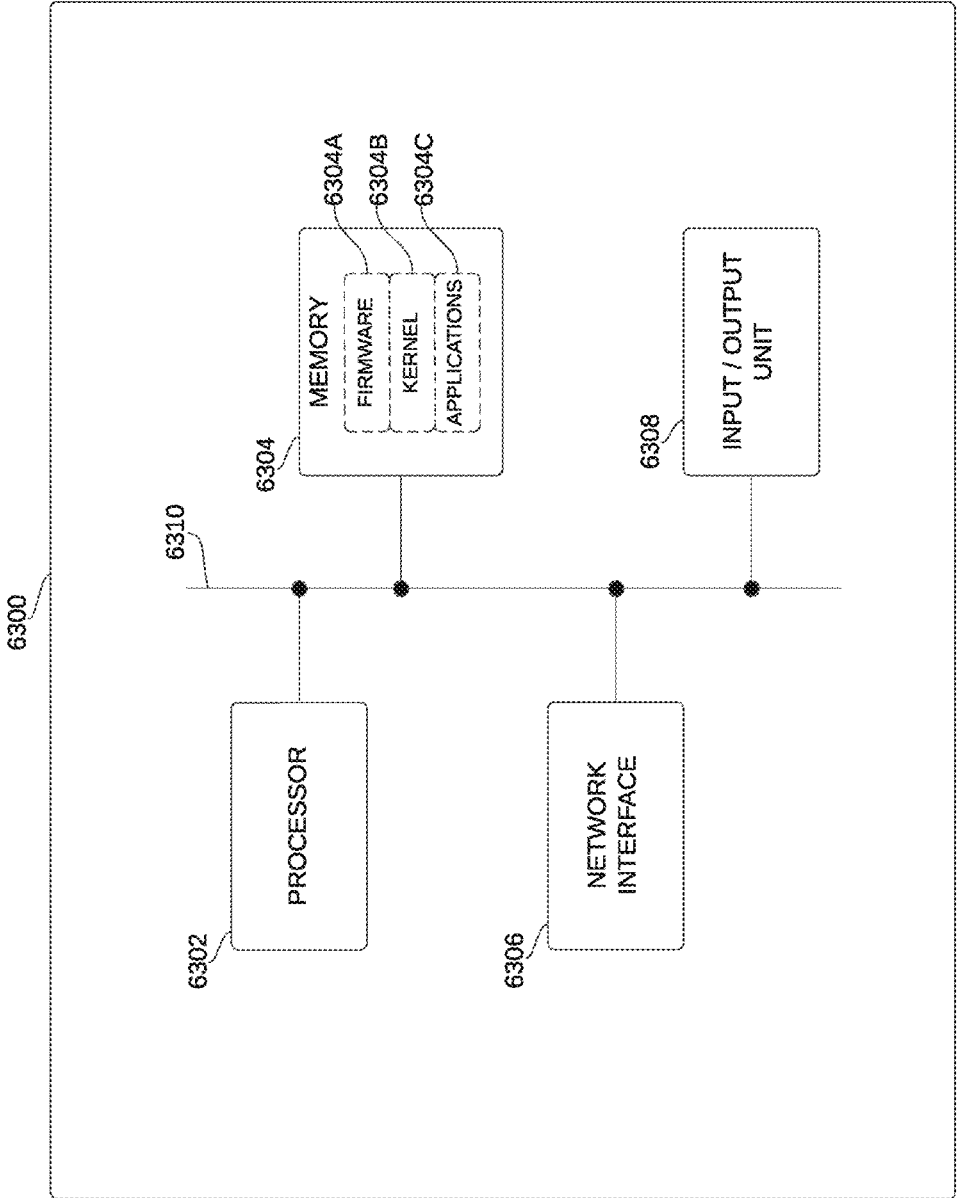 6300
6310
6302
PROCESSOR
6304
MEMORY
FIRMWARE
6304A
KERNEL
6304B
APPLICATIONS
6304C
6306
NETWORK
INTERFACE
6308
INPUT / OUTPUT
UNIT